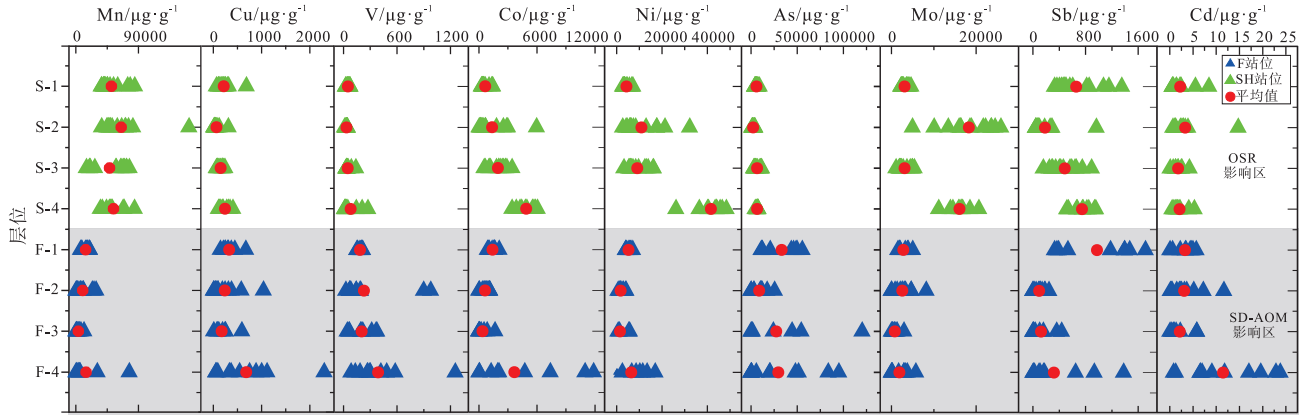 Mn/μg·g⁻¹ Cu/μg·g⁻¹ V/μg·g⁻¹ Co/μg·g⁻¹ Ni/μg·g⁻¹ As/μg·g⁻¹ Mo/μg·g⁻¹ Sb/μg·g⁻¹ Cd/μg·g⁻¹
0 90000 0 1000 2000 0 600 1200 0 4000 8000 12000 0 20000 40000 0 50000 100000 0 20000 0 800 1600 0 5 10 15 20 25
F站位
SH站位
平均值
S-1
S-2
S-3
S-4
F-1
F-2
F-3
F-4
层位
OSR
影响区
SD-AOM
影响区